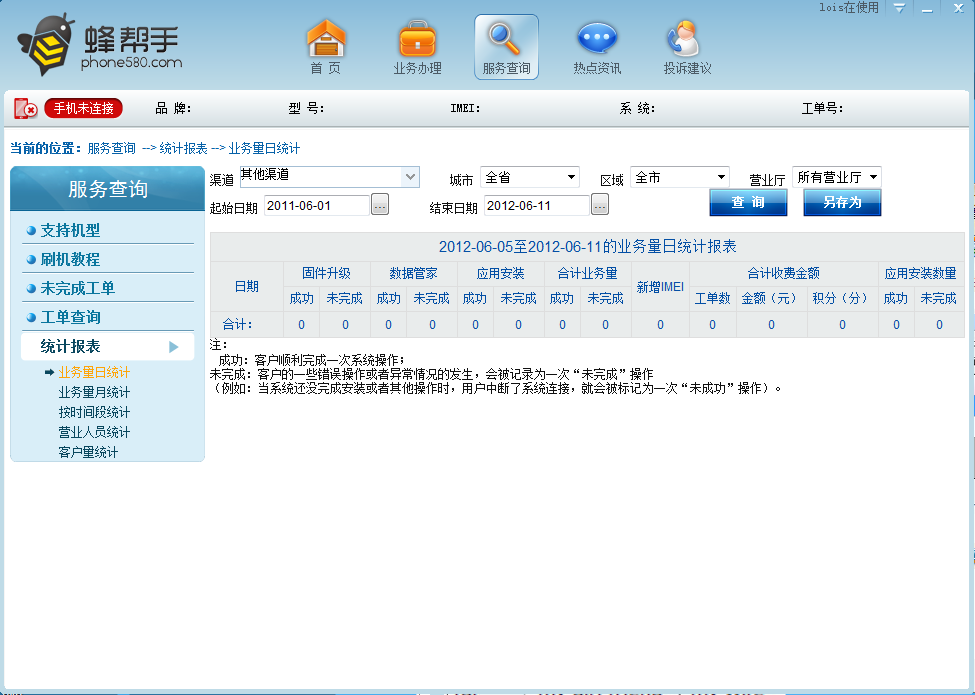 lois在使用
蜂帮手
phone580.com
首 页
业务办理
服务查询
热点资讯
投诉建议
手机未连接 品 牌: 型 号: IMEI: 系 统: 工单号:
当前的位置: 服务查询 --> 统计报表 --> 业务量日统计
服务查询
支持机型
刷机教程
未完成工单
工单查询
统计报表
业务量日统计
业务量月统计
按时间段统计
营业人员统计
客户量统计
渠道 其他渠道 城市 全省 区域 全市 营业厅 所有营业厅
起始日期 2011-06-01 ... 结束日期 2012-06-11 ... 查 询 另存为
2012-06-05至2012-06-11的业务量日统计报表
日期 固件升级 数据管家 应用安装 合计业务量 新增IMEI 合计收费金额 应用安装数量
成功 未完成 成功 未完成 成功 未完成 成功 未完成 工单数 金额（元） 积分（分） 成功 未完成
合计: 0 0 0 0 0 0 0 0 0 0 0 0 0 0
注:
成功: 客户顺利完成一次系统操作;
未完成: 客户的一些错误操作或者异常情况的发生，会被记录为一次“未完成”操作
（例如: 当系统还没完成安装或者其他操作时，用户中断了系统连接，就会被标记为一次“未成功”操作）。